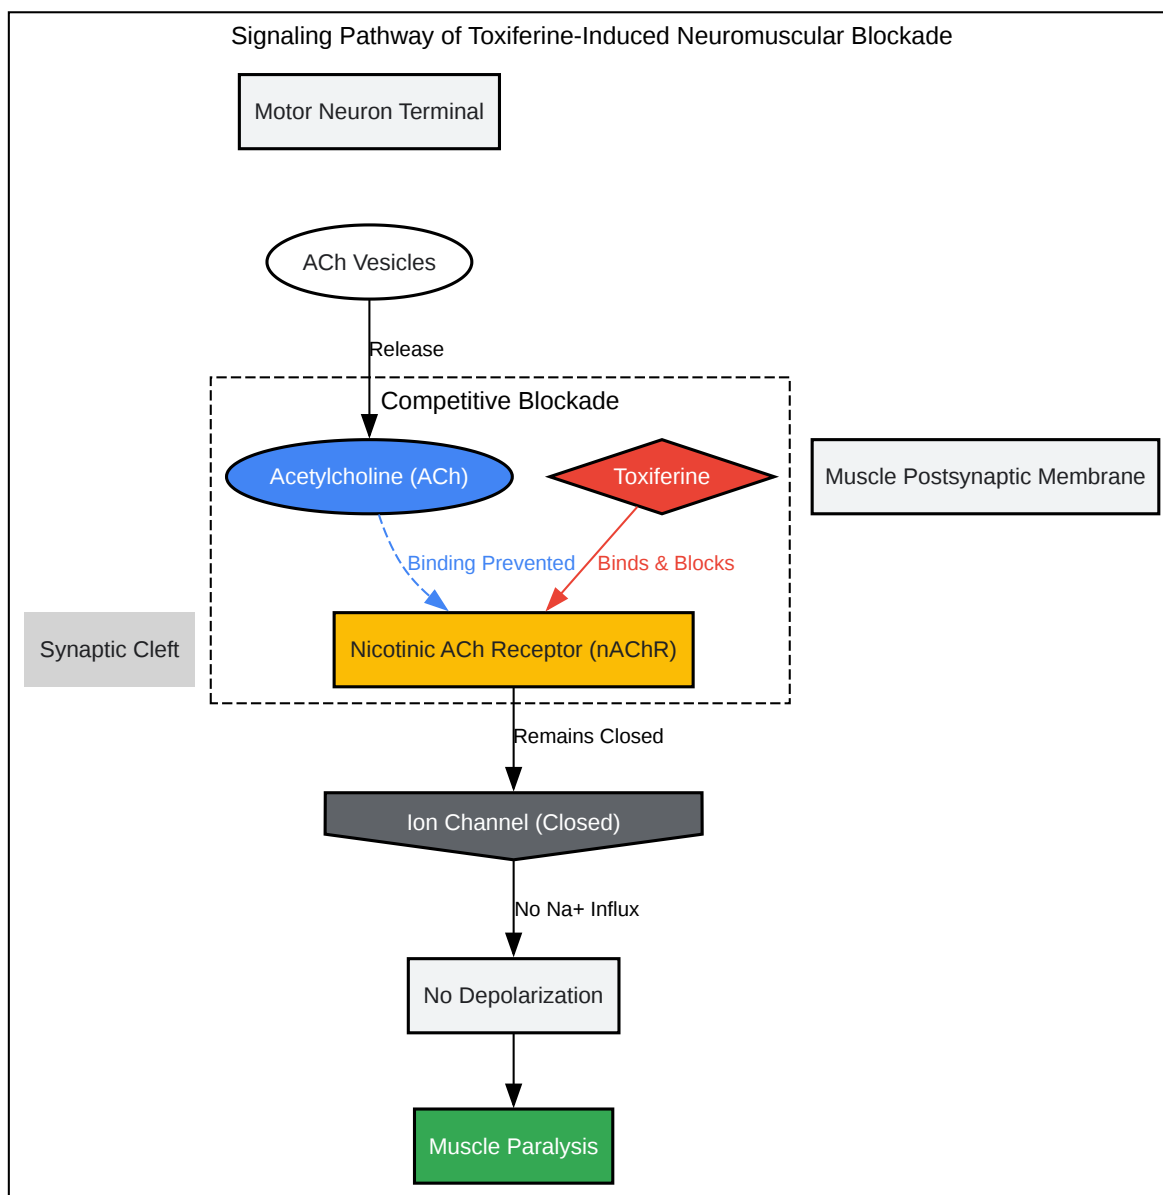 Signaling Pathway of Toxiferine-Induced Neuromuscular Blockade
Motor Neuron Terminal
ACh Vesicles
Release
Competitive Blockade
Acetylcholine (ACh)
Toxiferine
Muscle Postsynaptic Membrane
Binding Prevented
Binds & Blocks
Synaptic Cleft
Nicotinic ACh Receptor (nAChR)
Remains Closed
Ion Channel (Closed)
No Na+ Influx
No Depolarization
Muscle Paralysis